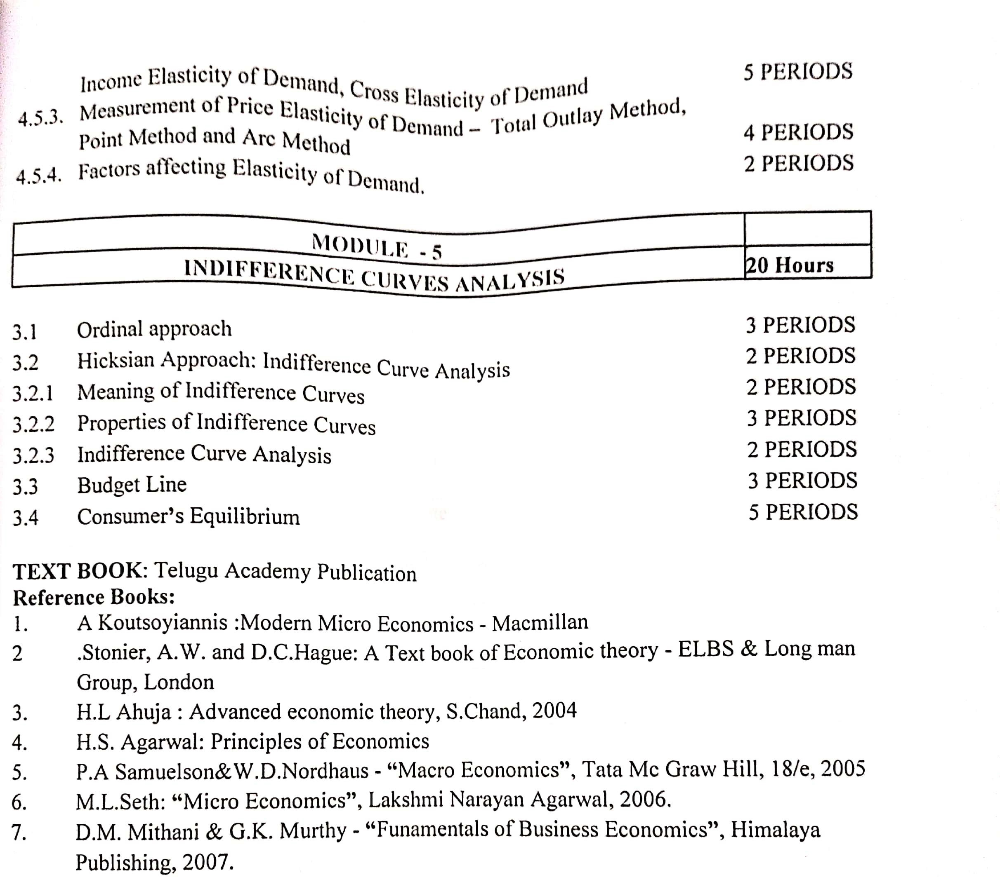 Income Elasticity of Demand, Cross Elasticity of Demand 5 PERIODS
4.5.3. Measurement of Price Elasticity of Demand – Total Outlay Method,
Point Method and Arc Method 4 PERIODS
4.5.4. Factors affecting Elasticity of Demand. 2 PERIODS
MODULE - 5
INDIFFERENCE CURVES ANALYSIS 20 Hours
3.1 Ordinal approach 3 PERIODS
3.2 Hicksian Approach: Indifference Curve Analysis 2 PERIODS
3.2.1 Meaning of Indifference Curves 2 PERIODS
3.2.2 Properties of Indifference Curves 3 PERIODS
3.2.3 Indifference Curve Analysis 2 PERIODS
3.3 Budget Line 3 PERIODS
3.4 Consumer’s Equilibrium 5 PERIODS
TEXT BOOK: Telugu Academy Publication
Reference Books:
1. A Koutsoyiannis :Modern Micro Economics - Macmillan
2 .Stonier, A.W. and D.C.Hague: A Text book of Economic theory - ELBS & Long man
Group, London
3. H.L Ahuja : Advanced economic theory, S.Chand, 2004
4. H.S. Agarwal: Principles of Economics
5. P.A Samuelson&W.D.Nordhaus - “Macro Economics”, Tata Mc Graw Hill, 18/e, 2005
6. M.L.Seth: “Micro Economics”, Lakshmi Narayan Agarwal, 2006.
7. D.M. Mithani & G.K. Murthy - “Funamentals of Business Economics”, Himalaya
Publishing, 2007.